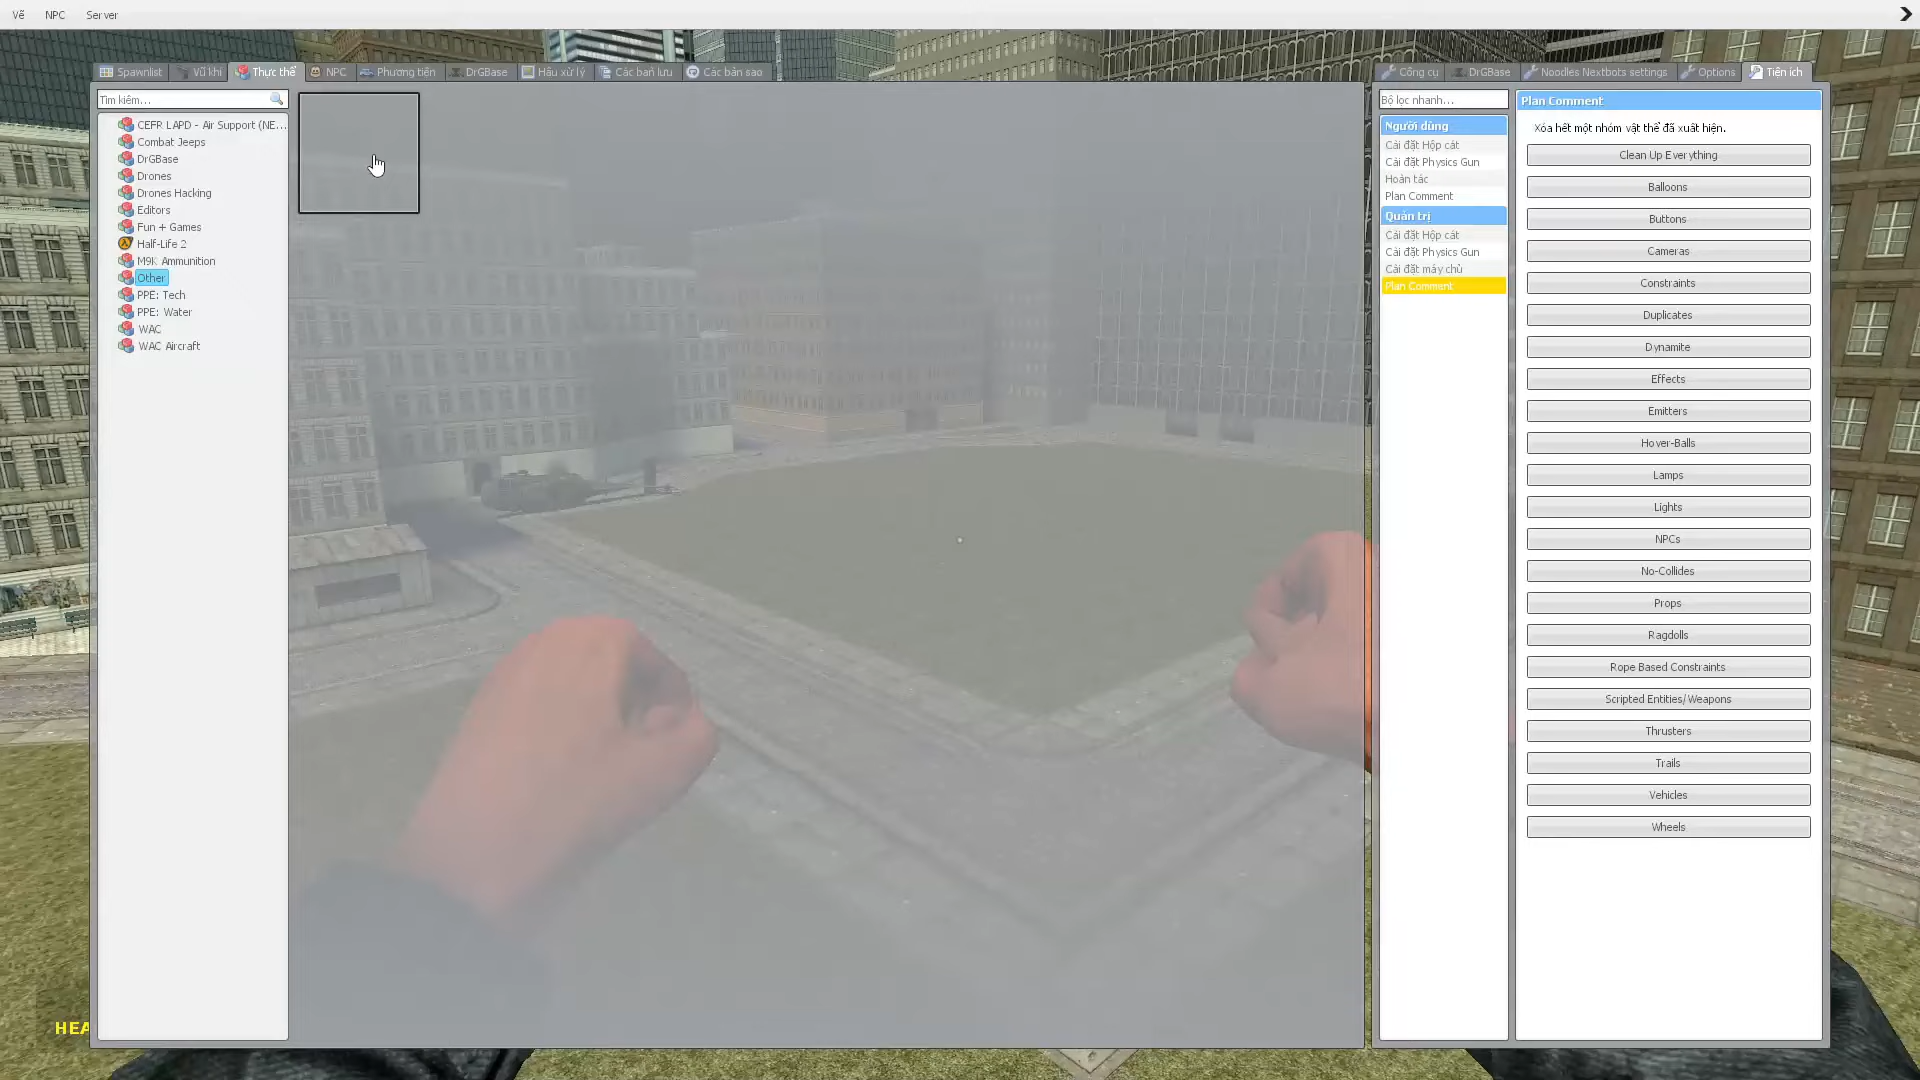 Vẽ NPC Server
Spawnlist Vũ khí Thực thể NPC Phương tiện DrGBase Hậu xử lý Các bản lưu Các bản sao
Công cụ DrGBase Noodles Nextbots settings Options Tiện ích
Tìm kiếm...
CEFR LAPD - Air Support (NE...
Combat Jeeps
DrGBase
Drones
Drones Hacking
Editors
Fun + Games
Half-Life 2
M9K Ammunition
Other
PPE: Tech
PPE: Water
WAC
WAC Aircraft
HEA
Bộ lọc nhanh...
Người dùng
Cài đặt Hộp cát
Cài đặt Physics Gun
Hoàn tác
Plan Comment
Quản trị
Cài đặt Hộp cát
Cài đặt Physics Gun
Cài đặt máy chủ
Plan Comment
Plan Comment
Xóa hết một nhóm vật thể đã xuất hiện.
Clean Up Everything
Balloons
Buttons
Cameras
Constraints
Duplicates
Dynamite
Effects
Emitters
Hover-Balls
Lamps
Lights
NPCs
No-Collides
Props
Ragdolls
Rope Based Constraints
Scripted Entities/Weapons
Thrusters
Trails
Vehicles
Wheels